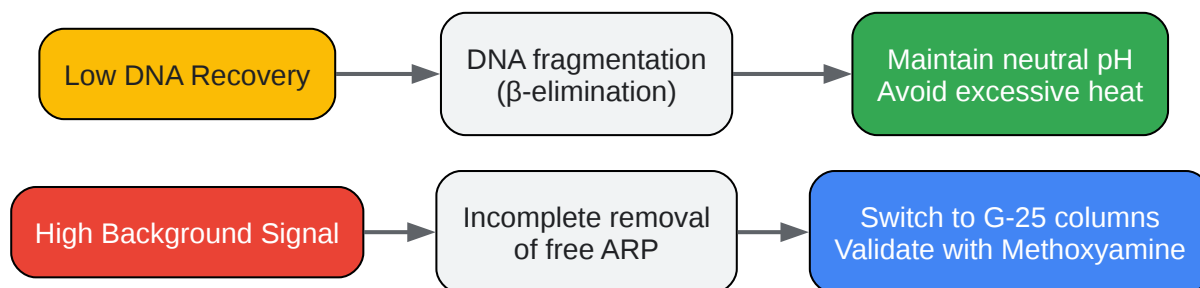 Low DNA Recovery
DNA fragmentation
(β-elimination)
Maintain neutral pH
Avoid excessive heat
High Background Signal
Incomplete removal
of free ARP
Switch to G-25 columns
Validate with Methoxyamine